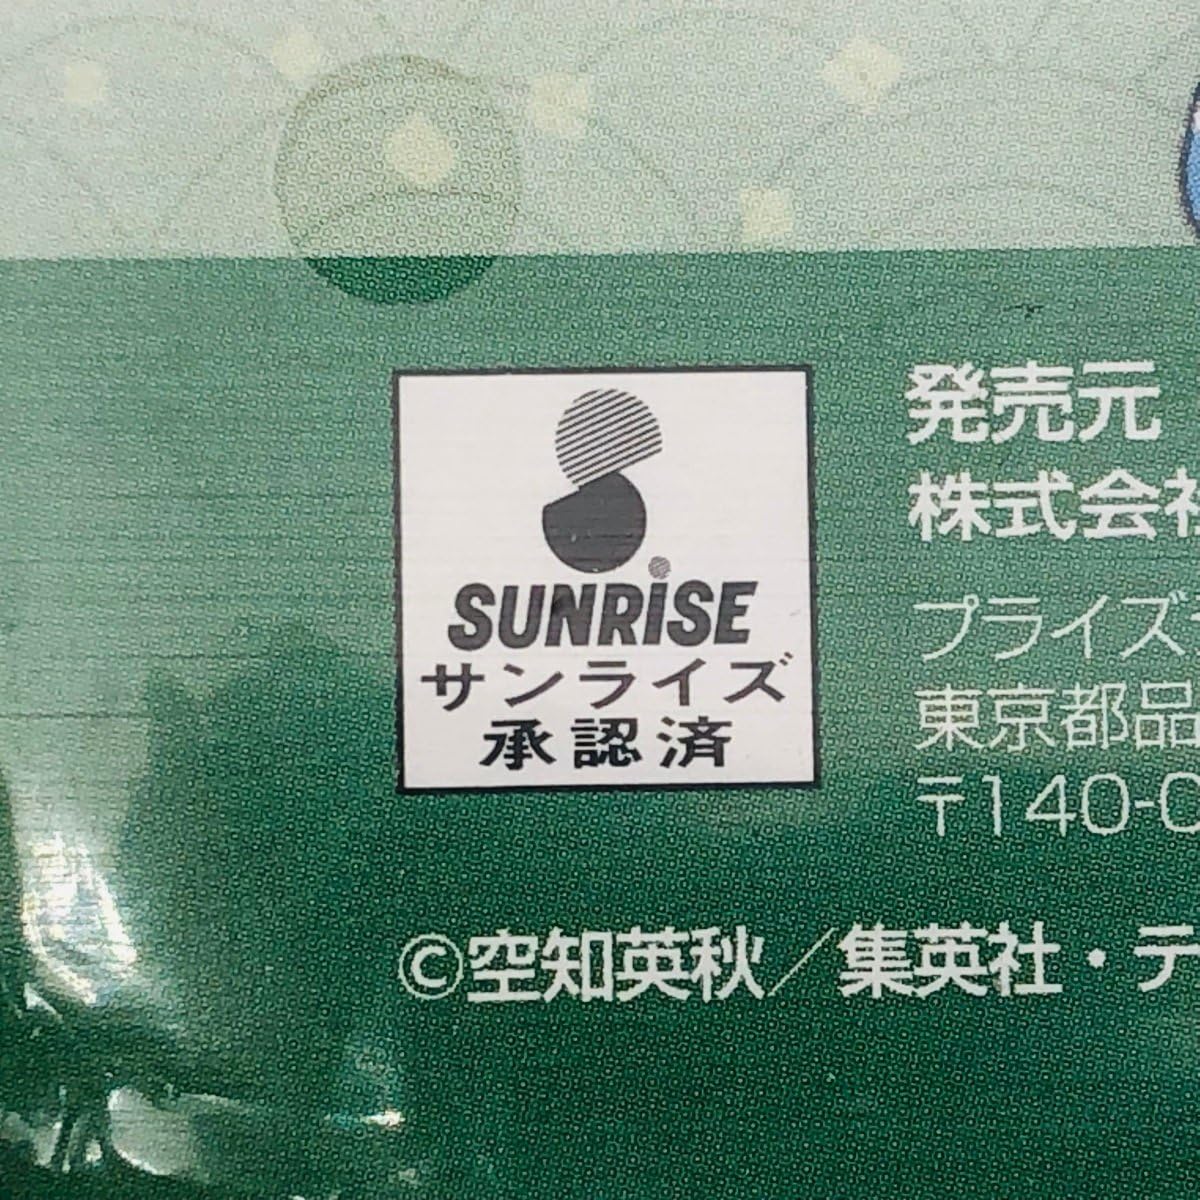 SUNRiSE
サンライズ
承認済
発売元
株式会社
プライズ
東京都品
〒140-0
©空知英秋／集英社・テ